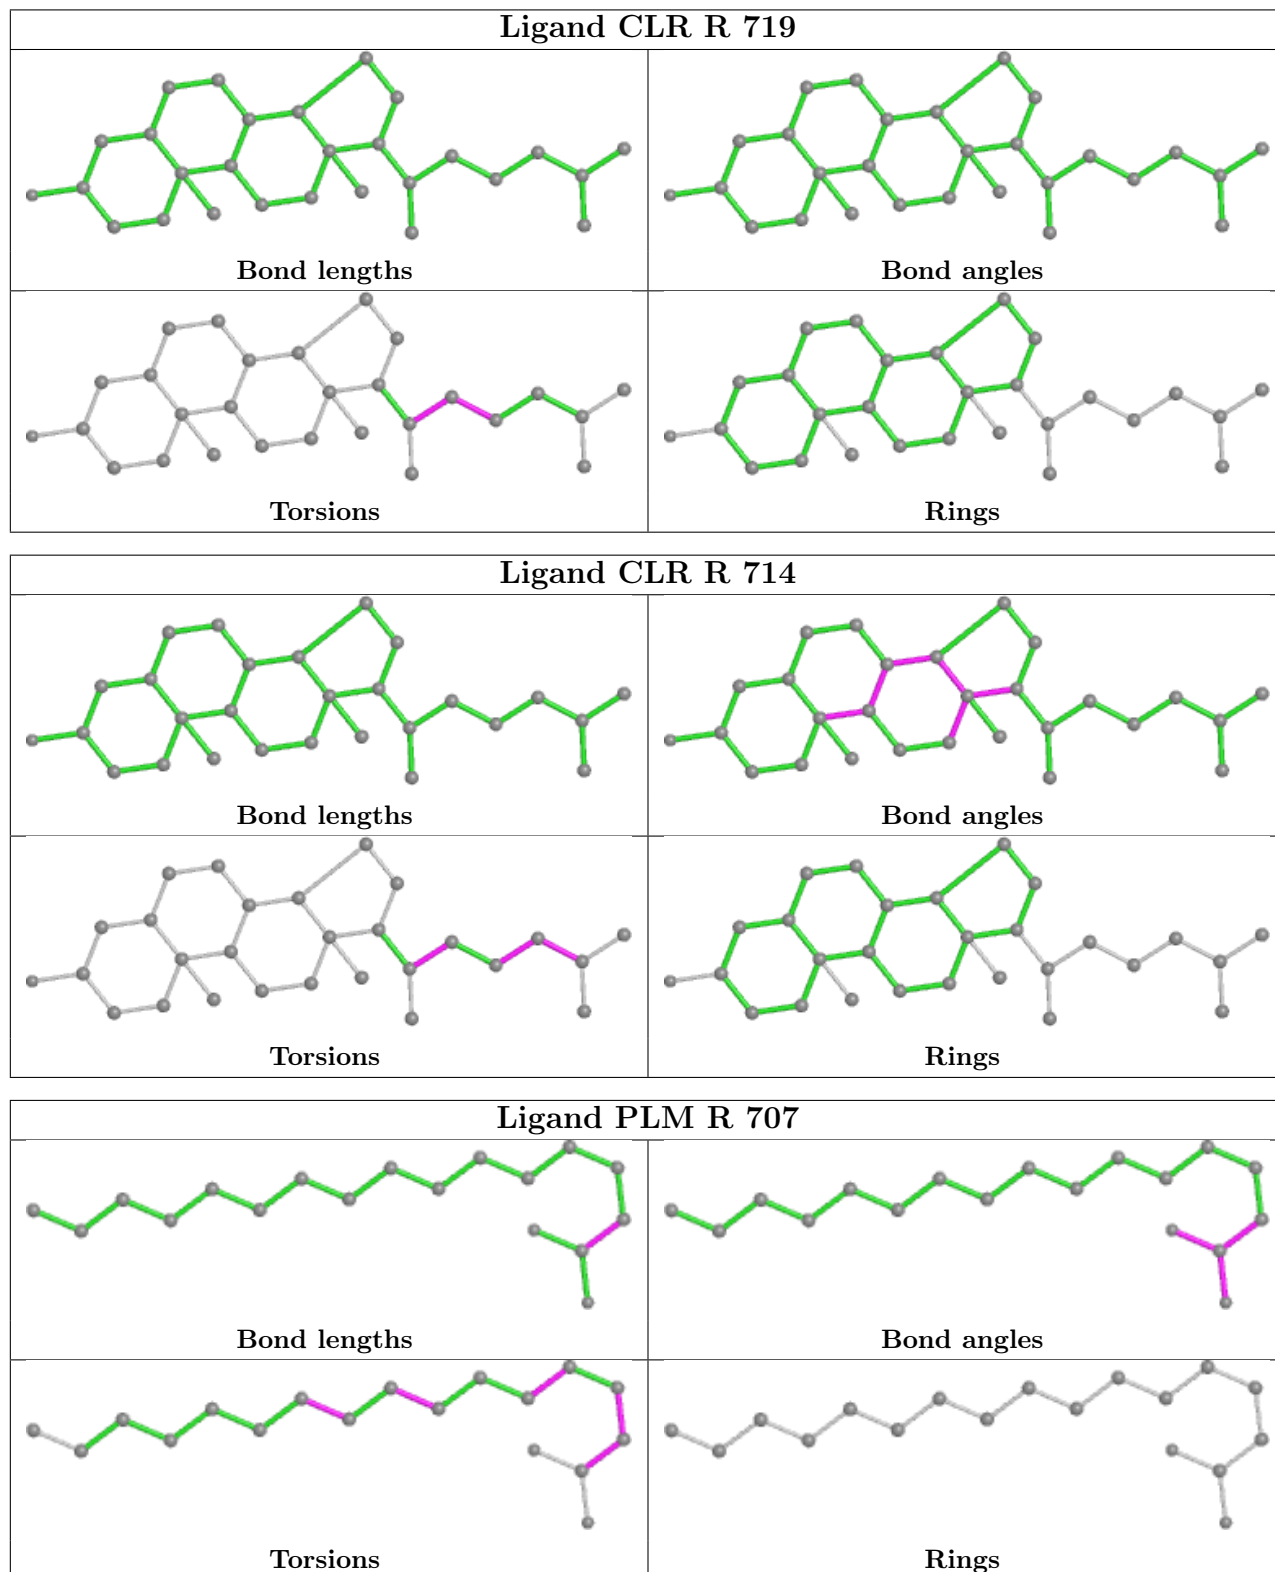 Ligand CLR R 719
Bond lengths
Bond angles
Torsions
Rings
Ligand CLR R 714
Bond lengths
Bond angles
Torsions
Rings
Ligand PLM R 707
Bond lengths
Bond angles
Torsions
Rings